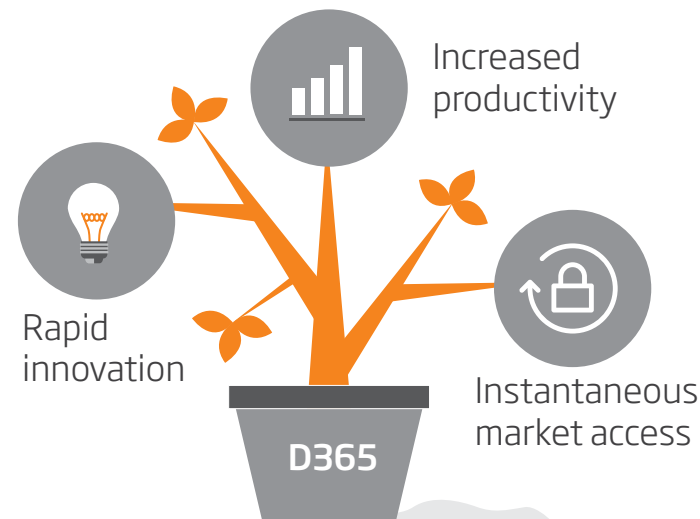 Increased
productivity
Rapid
innovation
Instantaneous
market access
D365